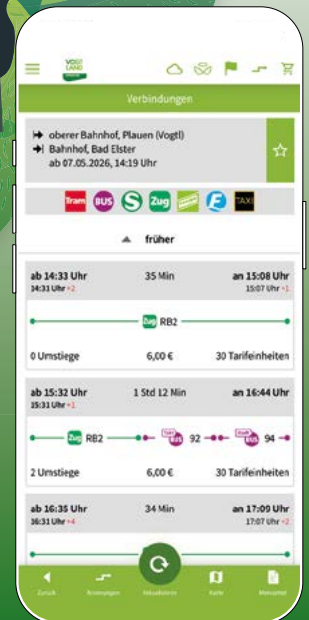 VOGT
LAND
Verbindungen
oberer Bahnhof, Plauen (Vogtl)
Bahnhof, Bad Elster
ab 07.05.2026, 14:19 Uhr
Tram BUS S Zug F TAXI
früher
ab 14:33 Uhr 35 Min an 15:08 Uhr
14:31 Uhr +2 15:07 Uhr +1
Zug RB2
0 Umstiege 6,00 € 30 Tarifeinheiten
ab 15:32 Uhr 1 Std 12 Min an 16:44 Uhr
15:31 Uhr +1
Zug RB2 BUS 92 BUS 94
2 Umstiege 6,00 € 30 Tarifeinheiten
ab 16:35 Uhr 34 Min an 17:09 Uhr
16:31 Uhr +4 17:07 Uhr +2
Zurück Aktualisieren Karte Merkzettel